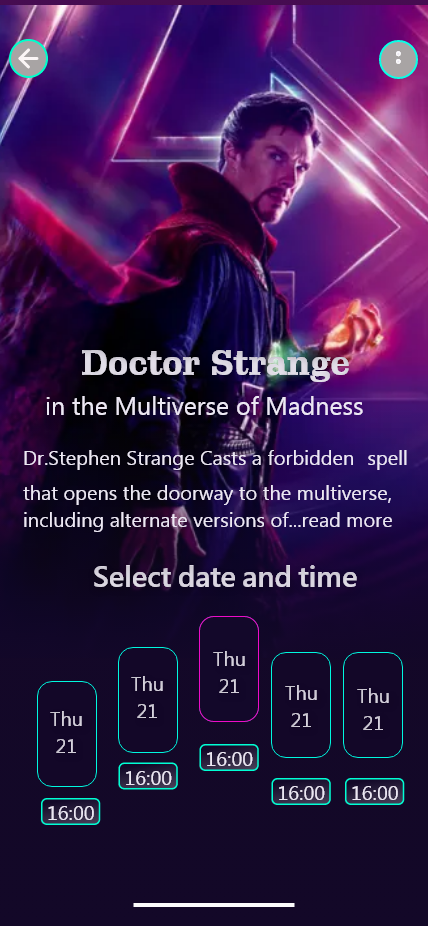 Doctor Strange
in the Multiverse of Madness
Dr.Stephen Strange Casts a forbidden spell
that opens the doorway to the multiverse,
including alternate versions of...read more
Select date and time
Thu
21
16:00
Thu
21
16:00
Thu
21
16:00
Thu
21
16:00
Thu
21
16:00